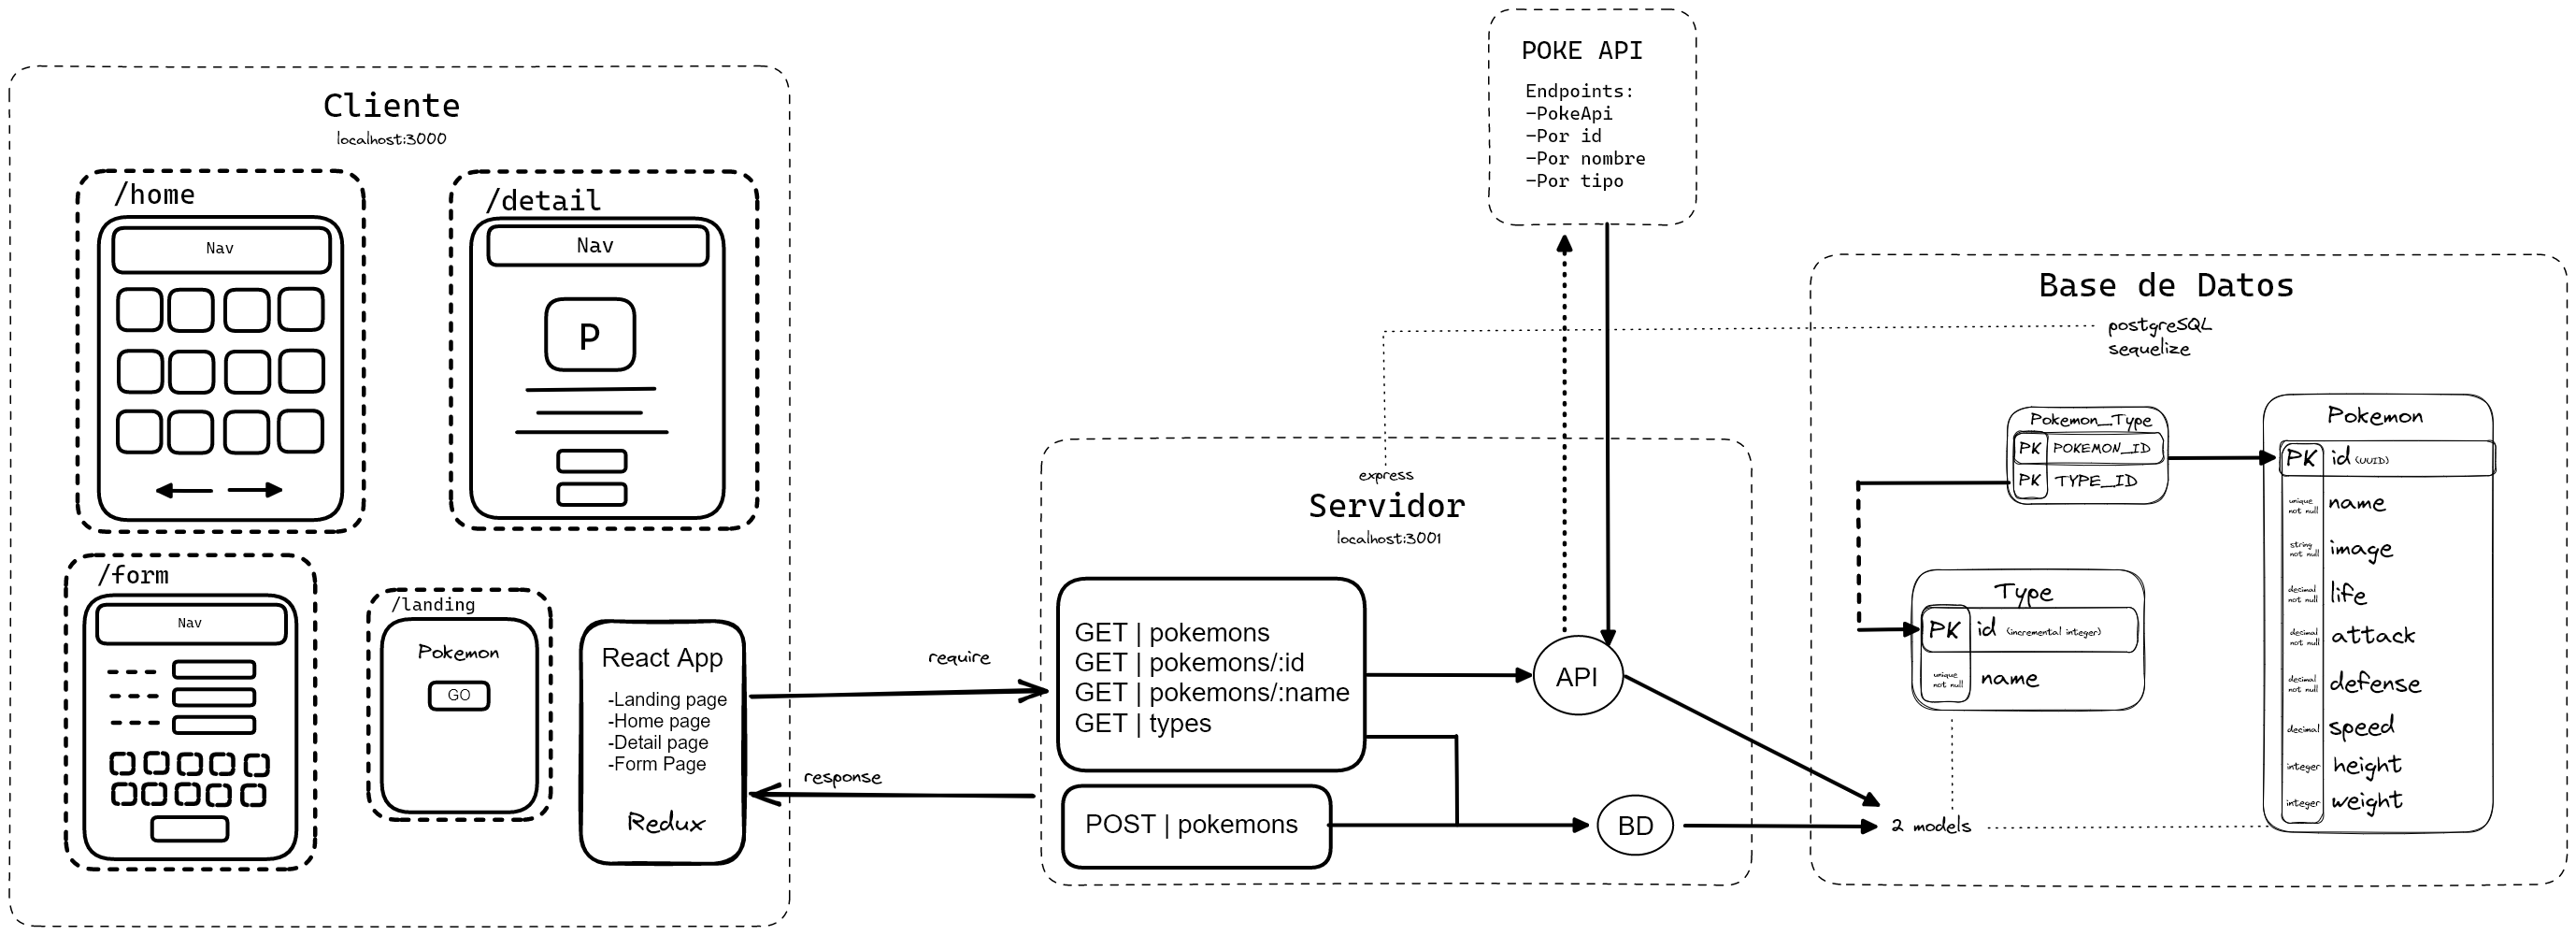 Cliente
localhost:3000
/home
Nav
/detail
Nav
P
/form
Nav
/landing
Pokemon
GO
React App
-Landing page
-Home page
-Detail page
-Form Page
Redux
require
response
POKE API
Endpoints:
-PokeApi
-Por id
-Por nombre
-Por tipo
express
Servidor
localhost:3001
GET | pokemons
GET | pokemons/:id
GET | pokemons/:name
GET | types
POST | pokemons
API
BD
Base de Datos
postgreSQL
sequelize
Pokemon_Type
PK POKEMON_ID
PK TYPE_ID
Type
PK id (incremental integer)
unique
not null
name
2 models
Pokemon
PK id (UUID)
unique
not null
name
string
not null
image
decimal
not null
life
decimal
not null
attack
decimal
not null
defense
decimal speed
integer height
integer weight